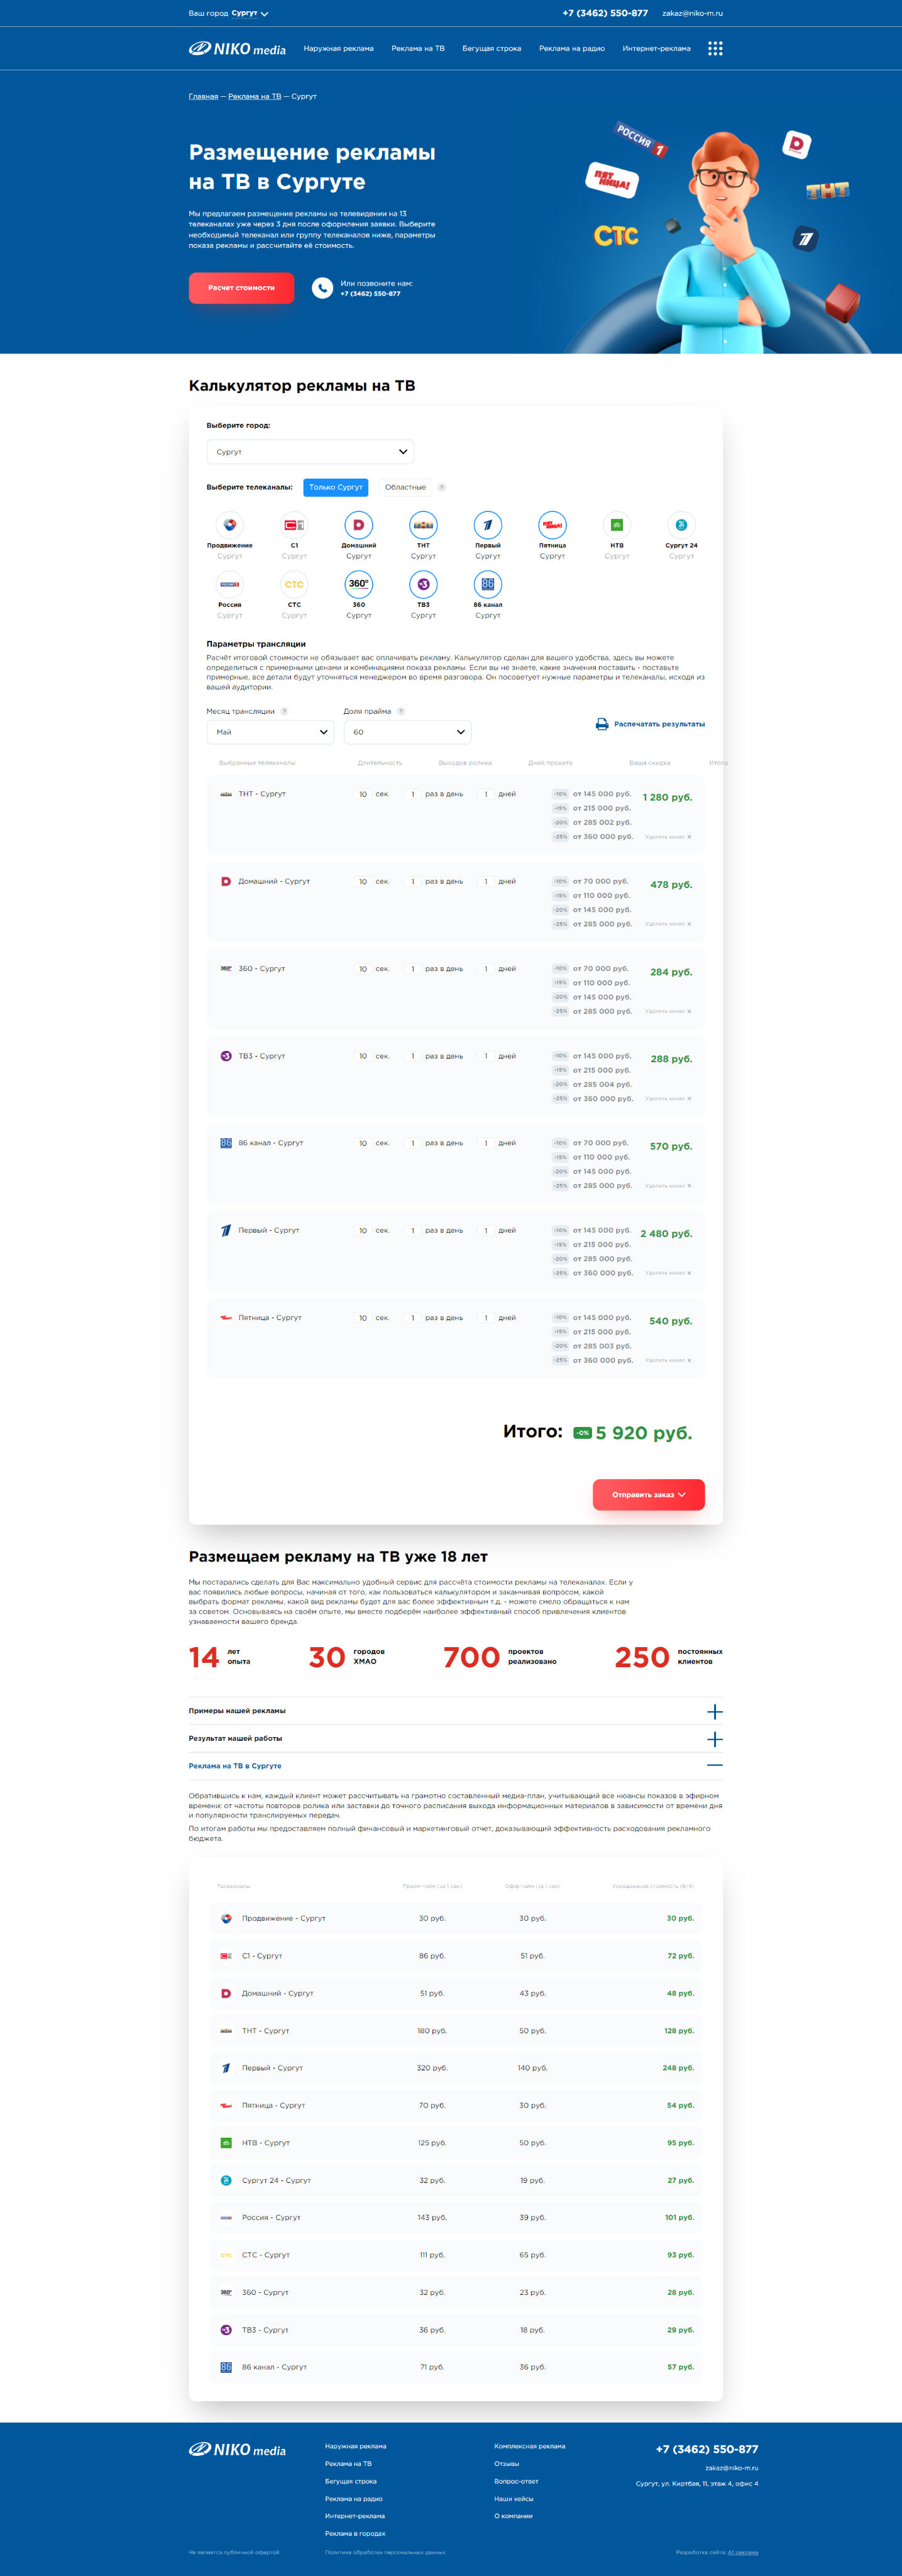 Ваш город Сургут
+7 (3462) 550-877 zakaz@niko-m.ru
NIKO media
Наружная реклама Реклама на ТВ Бегущая строка Реклама на радио Интернет-реклама
Главная — Реклама на ТВ — Сургут
Размещение рекламы
на ТВ в Сургуте
Мы предлагаем размещение рекламы на телевидении на 13
телеканалах уже через 3 дня после оформления заявки. Выберите
необходимый телеканал или группу телеканалов ниже, параметры
показа рекламы и рассчитайте её стоимость.
Расчет стоимости
Или позвоните нам:
+7 (3462) 550-877
РОССИЯ 1
ПЯТНИЦА!
ТНТ
СТС
Калькулятор рекламы на ТВ
Выберите город:
Сургут
Выберите телеканалы: Только Сургут Областные ?
Продвижение С1 Домашний ТНТ Первый Пятница НТВ Сургут 24
Сургут Сургут Сургут Сургут Сургут Сургут Сургут Сургут
Россия СТС 360 ТВ3 86 канал
Сургут Сургут Сургут Сургут Сургут
Параметры трансляции
Расчёт итоговой стоимости не обязывает вас оплачивать рекламу. Калькулятор сделан для вашего удобства, здесь вы можете
определиться с примерными ценами и комбинациями показа рекламы. Если вы не знаете, какие значения поставить - поставьте
примерные, все детали будут уточняться менеджером во время разговора. Он посоветует нужные параметры и телеканалы, исходя из
вашей аудитории.
Месяц трансляции ? Доля прайма ?
Май 60 Распечатать результаты
Выбранные телеканалы Длительность Выходов ролика Дней проката Ваша скидка Итого
ТНТ - Сургут 10 сек. 1 раз в день 1 дней -10% от 145 000 руб. 1 280 руб.
-15% от 215 000 руб.
-20% от 285 002 руб.
-25% от 360 000 руб. Удалить канал ×
Домашний - Сургут 10 сек. 1 раз в день 1 дней -10% от 70 000 руб. 478 руб.
-15% от 110 000 руб.
-20% от 145 000 руб.
-25% от 285 000 руб. Удалить канал ×
360 - Сургут 10 сек. 1 раз в день 1 дней -10% от 70 000 руб. 284 руб.
-15% от 110 000 руб.
-20% от 145 000 руб.
-25% от 285 000 руб. Удалить канал ×
ТВ3 - Сургут 10 сек. 1 раз в день 1 дней -10% от 145 000 руб. 288 руб.
-15% от 215 000 руб.
-20% от 285 004 руб.
-25% от 360 000 руб. Удалить канал ×
86 канал - Сургут 10 сек. 1 раз в день 1 дней -10% от 70 000 руб. 570 руб.
-15% от 110 000 руб.
-20% от 145 000 руб.
-25% от 285 000 руб. Удалить канал ×
Первый - Сургут 10 сек. 1 раз в день 1 дней -10% от 145 000 руб. 2 480 руб.
-15% от 215 000 руб.
-20% от 285 000 руб.
-25% от 360 000 руб. Удалить канал ×
Пятница - Сургут 10 сек. 1 раз в день 1 дней -10% от 145 000 руб. 540 руб.
-15% от 215 000 руб.
-20% от 285 003 руб.
-25% от 360 000 руб. Удалить канал ×
Итого: -0% 5 920 руб.
Отправить заказ
Размещаем рекламу на ТВ уже 18 лет
Мы постарались сделать для Вас максимально удобный сервис для рассчёта стоимости рекламы на телеканалах. Если у
вас появились любые вопросы, начиная от того, как пользоваться калькулятором и заканчивая вопросом, какой
выбрать формат рекламы, какой вид рекламы будет для вас более эффективным т.д. - можете смело обращаться к нам
за советом. Основываясь на своём опыте, мы вместе подберём наиболее эффективный способ привлечения клиентов
узнаваемости вашего бренда.
14 лет опыта
30 городов ХМАО
700 проектов реализовано
250 постоянных клиентов
Примеры нашей рекламы
Результат нашей работы
Реклама на ТВ в Сургуте
Обратившись к нам, каждый клиент может рассчитывать на грамотно составленный медиа-план, учитывающий все нюансы показов в эфирном
времени: от частоты повторов ролика или заставки до точного расписания выхода информационных материалов в зависимости от времени дня
и популярности транслируемых передач.
По итогам работы мы предоставляем полный финансовый и маркетинговый отчет, доказывающий эффективность расходования рекламного
бюджета.
Телеканалы Прайм-тайм (за 1 сек) Офф-тайм (за 1 сек) Усредненная стоимость (6/4)
Продвижение - Сургут 30 руб. 30 руб. 30 руб.
С1 - Сургут 86 руб. 51 руб. 72 руб.
Домашний - Сургут 51 руб. 43 руб. 48 руб.
ТНТ - Сургут 180 руб. 50 руб. 128 руб.
Первый - Сургут 320 руб. 140 руб. 248 руб.
Пятница - Сургут 70 руб. 30 руб. 54 руб.
НТВ - Сургут 125 руб. 50 руб. 95 руб.
Сургут 24 - Сургут 32 руб. 19 руб. 27 руб.
Россия - Сургут 143 руб. 39 руб. 101 руб.
СТС - Сургут 111 руб. 65 руб. 93 руб.
360 - Сургут 32 руб. 23 руб. 28 руб.
ТВ3 - Сургут 36 руб. 18 руб. 29 руб.
86 канал - Сургут 71 руб. 36 руб. 57 руб.
NIKO media
Наружная реклама Комплексная реклама +7 (3462) 550-877
Реклама на ТВ Отзывы zakaz@niko-m.ru
Бегущая строка Вопрос-ответ Сургут, ул. Киртбая, 11, этаж 4, офис 4
Реклама на радио Наши кейсы
Интернет-реклама О компании
Реклама в городах
Не является публичной офертой Политика обработки персональных данных Разработка сайта: А1 реклама